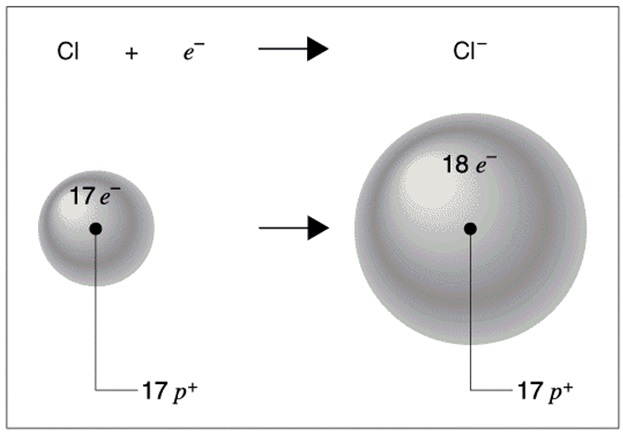 Cl + e⁻ → Cl⁻
17 e⁻ 18 e⁻
17 p⁺ 17 p⁺